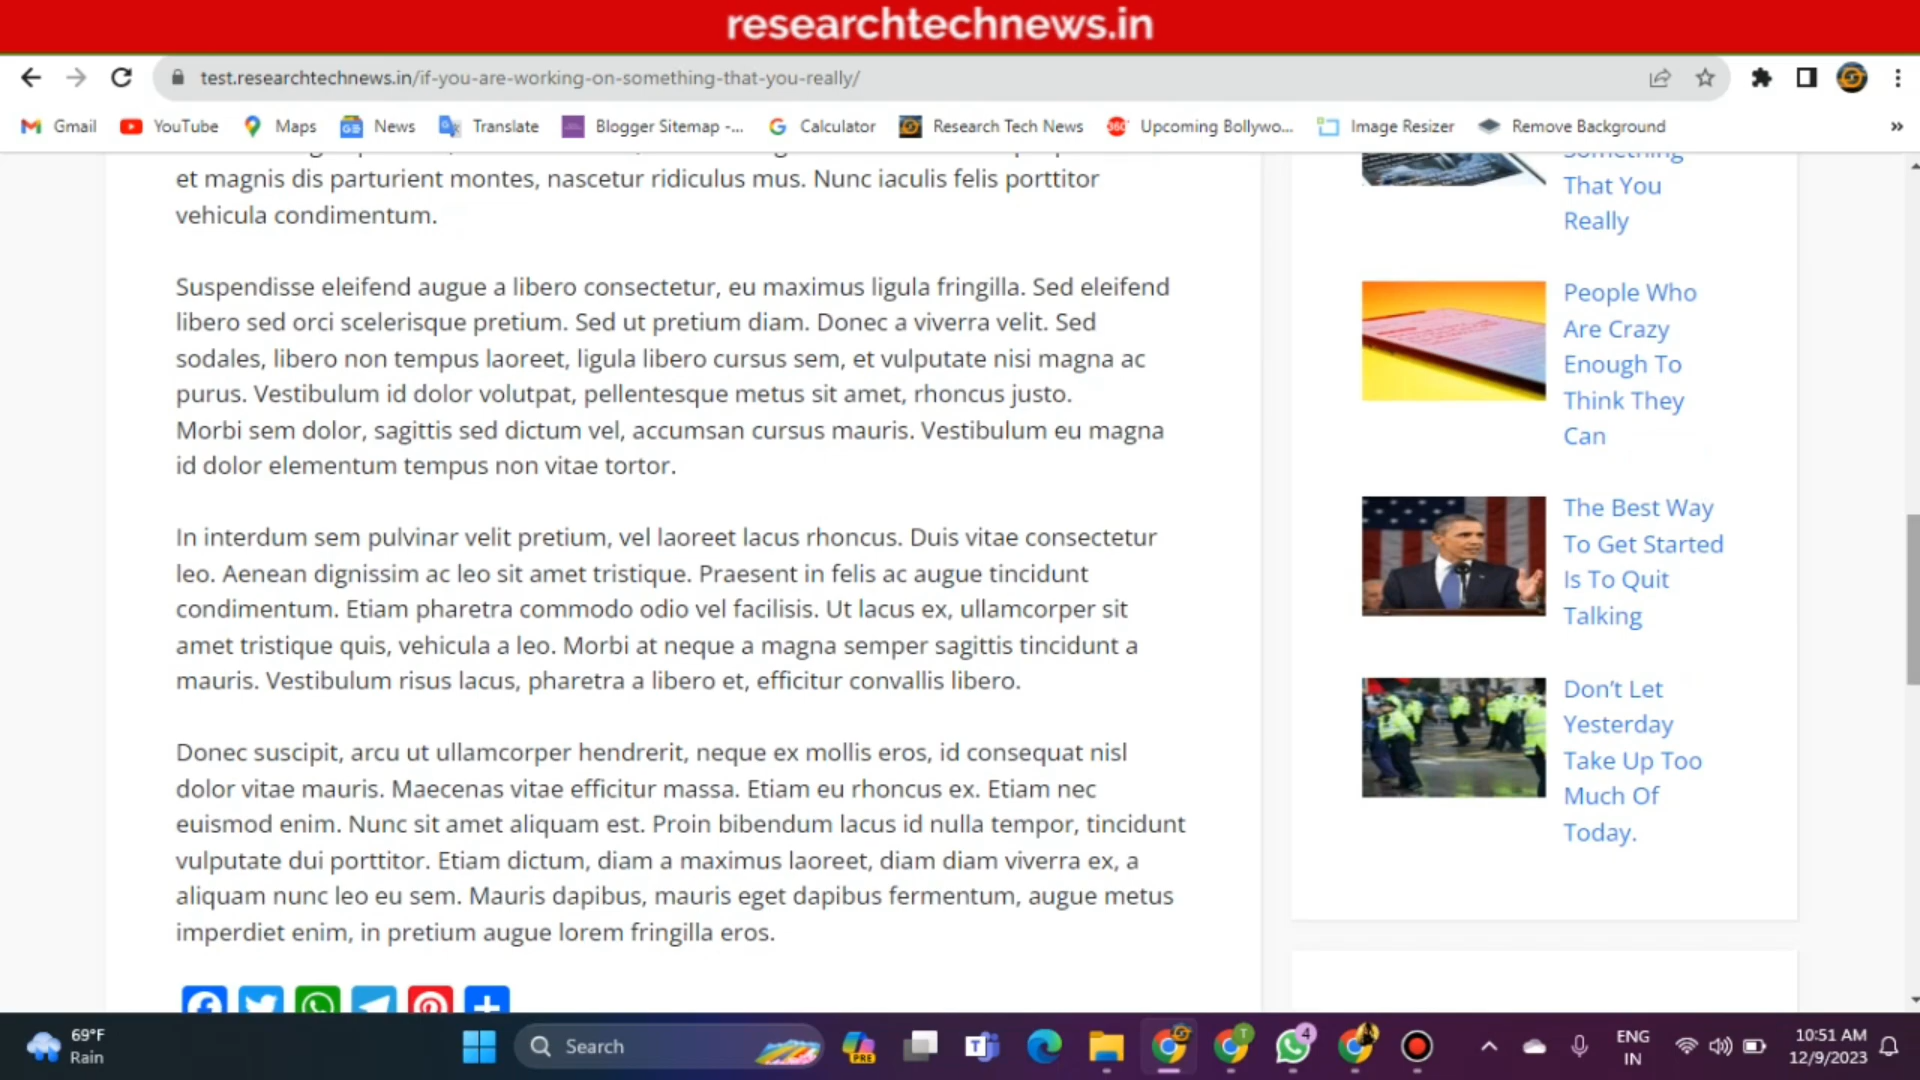 researchtechnews.in
test.researchtechnews.in/if-you-are-working-on-something-that-you-really/
Gmail YouTube Maps News Translate Blogger Sitemap -... Calculator Research Tech News Upcoming Bollywo... Image Resizer Remove Background »
et magnis dis parturient montes, nascetur ridiculus mus. Nunc iaculis felis porttitor
vehicula condimentum.
Suspendisse eleifend augue a libero consectetur, eu maximus ligula fringilla. Sed eleifend
libero sed orci scelerisque pretium. Sed ut pretium diam. Donec a viverra velit. Sed
sodales, libero non tempus laoreet, ligula libero cursus sem, et vulputate nisi magna ac
purus. Vestibulum id dolor volutpat, pellentesque metus sit amet, rhoncus justo.
Morbi sem dolor, sagittis sed dictum vel, accumsan cursus mauris. Vestibulum eu magna
id dolor elementum tempus non vitae tortor.
In interdum sem pulvinar velit pretium, vel laoreet lacus rhoncus. Duis vitae consectetur
leo. Aenean dignissim ac leo sit amet tristique. Praesent in felis ac augue tincidunt
condimentum. Etiam pharetra commodo odio vel facilisis. Ut lacus ex, ullamcorper sit
amet tristique quis, vehicula a leo. Morbi at neque a magna semper sagittis tincidunt a
mauris. Vestibulum risus lacus, pharetra a libero et, efficitur convallis libero.
Donec suscipit, arcu ut ullamcorper hendrerit, neque ex mollis eros, id consequat nisl
dolor vitae mauris. Maecenas vitae efficitur massa. Etiam eu rhoncus ex. Etiam nec
euismod enim. Nunc sit amet aliquam est. Proin bibendum lacus id nulla tempor, tincidunt
vulputate dui porttitor. Etiam dictum, diam a maximus laoreet, diam diam viverra ex, a
aliquam nunc leo eu sem. Mauris dapibus, mauris eget dapibus fermentum, augue metus
imperdiet enim, in pretium augue lorem fringilla eros.
Something
That You
Really
People Who
Are Crazy
Enough To
Think They
Can
The Best Way
To Get Started
Is To Quit
Talking
Don't Let
Yesterday
Take Up Too
Much Of
Today.
69°F
Rain
Search
PRE
T
T
4
ENG
IN
10:51 AM
12/9/2023